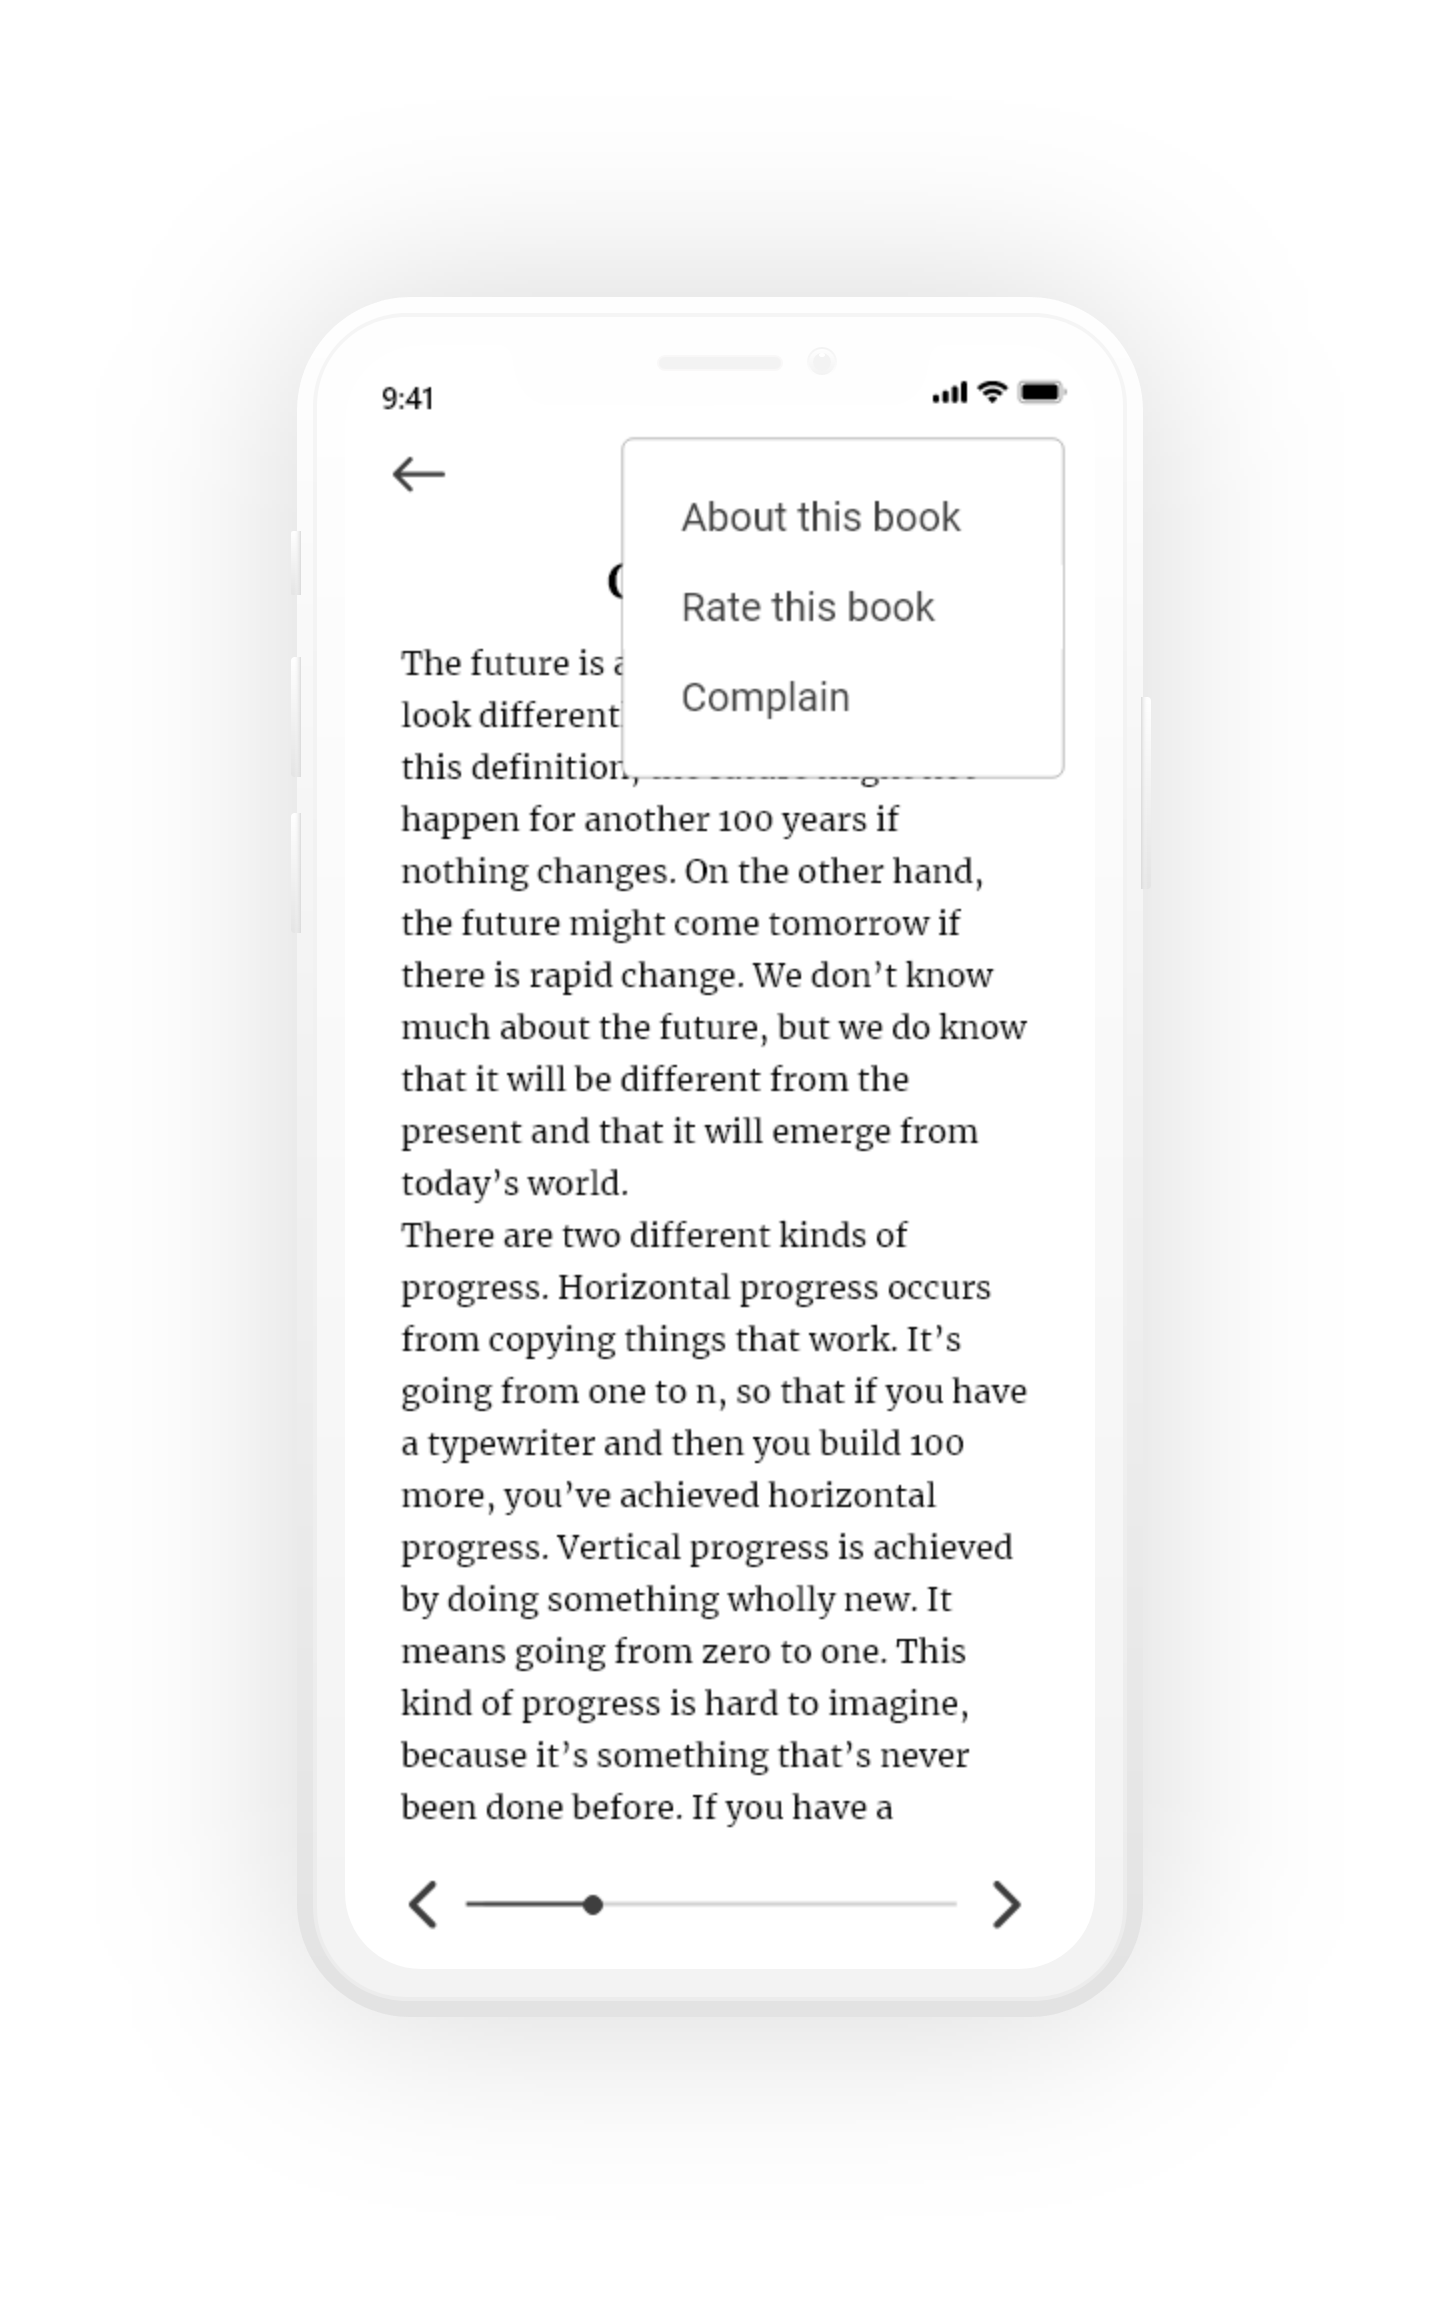 9:41
About this book
Rate this book
Complain
The future is
look different
this definition,
happen for another 100 years if
nothing changes. On the other hand,
the future might come tomorrow if
there is rapid change. We don’t know
much about the future, but we do know
that it will be different from the
present and that it will emerge from
today’s world.
There are two different kinds of
progress. Horizontal progress occurs
from copying things that work. It’s
going from one to n, so that if you have
a typewriter and then you build 100
more, you’ve achieved horizontal
progress. Vertical progress is achieved
by doing something wholly new. It
means going from zero to one. This
kind of progress is hard to imagine,
because it’s something that’s never
been done before. If you have a